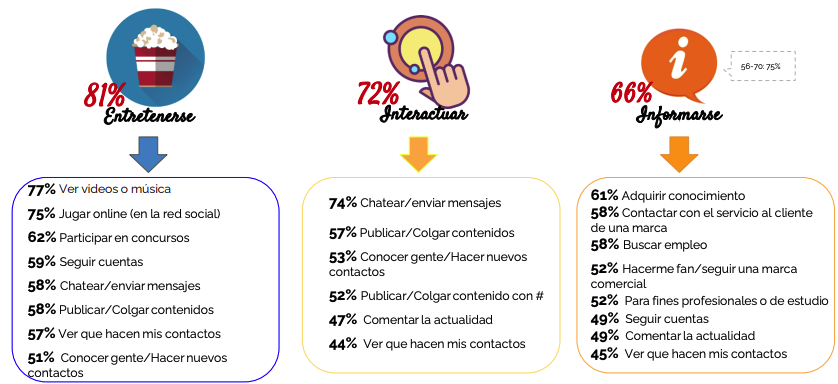 81%
Entretenerse
77% Ver videos o música
75% Jugar online (en la red social)
62% Participar en concursos
59% Seguir cuentas
58% Chatear/enviar mensajes
58% Publicar/Colgar contenidos
57% Ver que hacen mis contactos
51% Conocer gente/Hacer nuevos
contactos
72%
Interactuar
74% Chatear/enviar mensajes
57% Publicar/Colgar contenidos
53% Conocer gente/Hacer nuevos
contactos
52% Publicar/Colgar contenido con #
47% Comentar la actualidad
44% Ver que hacen mis contactos
66%
Informarse
56-70: 75%
61% Adquirir conocimiento
58% Contactar con el servicio al cliente
de una marca
58% Buscar empleo
52% Hacerme fan/seguir una marca
comercial
52% Para fines profesionales o de estudio
49% Seguir cuentas
49% Comentar la actualidad
45% Ver que hacen mis contactos